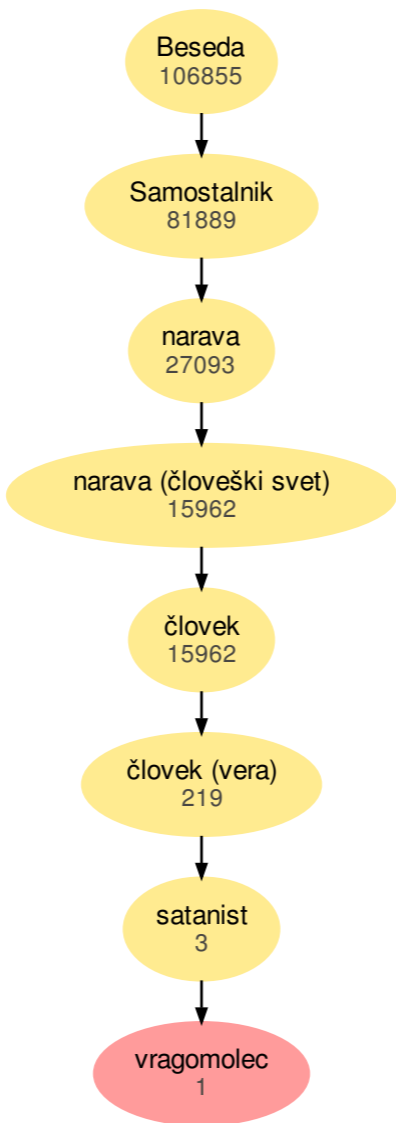 Beseda
106855
Samostalnik
81889
narava
27093
narava (človeški svet)
15962
človek
15962
človek (vera)
219
satanist
3
vragomolec
1